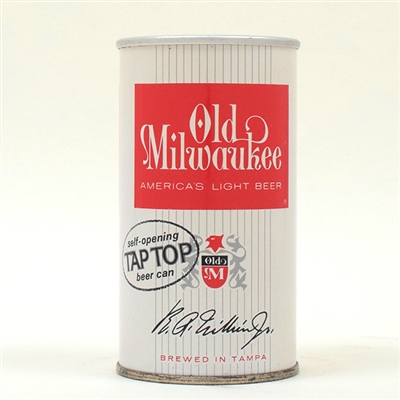 Old
Milwaukee
AMERICA'S LIGHT BEER
self-opening
TAP TOP
beer can
Old
M
BREWED IN TAMPA